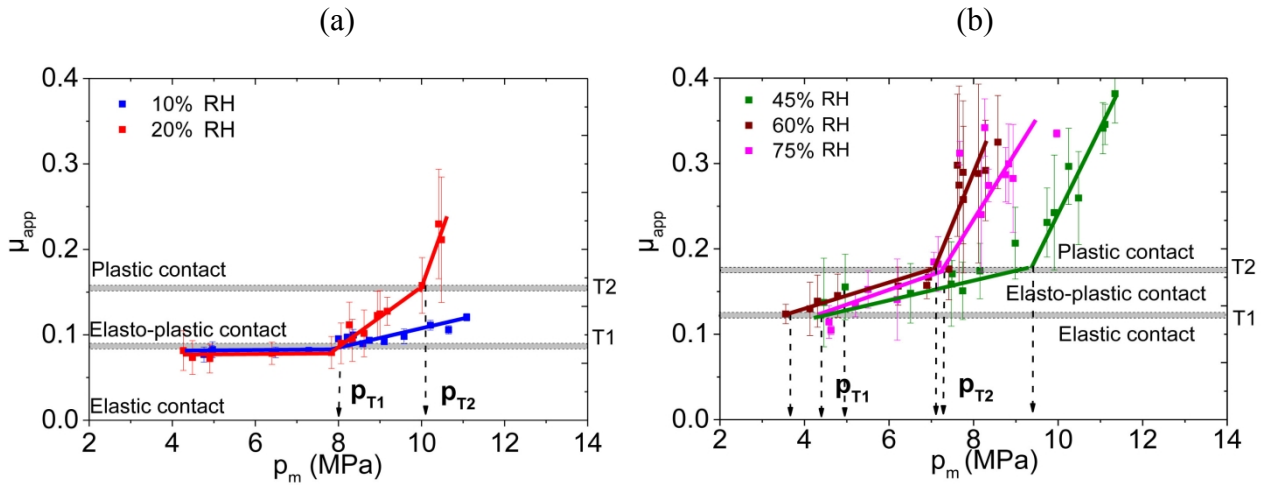 (a)
(b)
0.4
0.3
0.2
0.1
0.0
μapp
10% RH
20% RH
Plastic contact
T2
Elasto-plastic contact
T1
Elastic contact
pT1
pT2
2 4 6 8 10 12 14
pm (MPa)
0.4
0.3
0.2
0.1
0.0
μapp
45% RH
60% RH
75% RH
Plastic contact
T2
Elasto-plastic contact
T1
Elastic contact
pT1
pT2
2 4 6 8 10 12 14
pm (MPa)